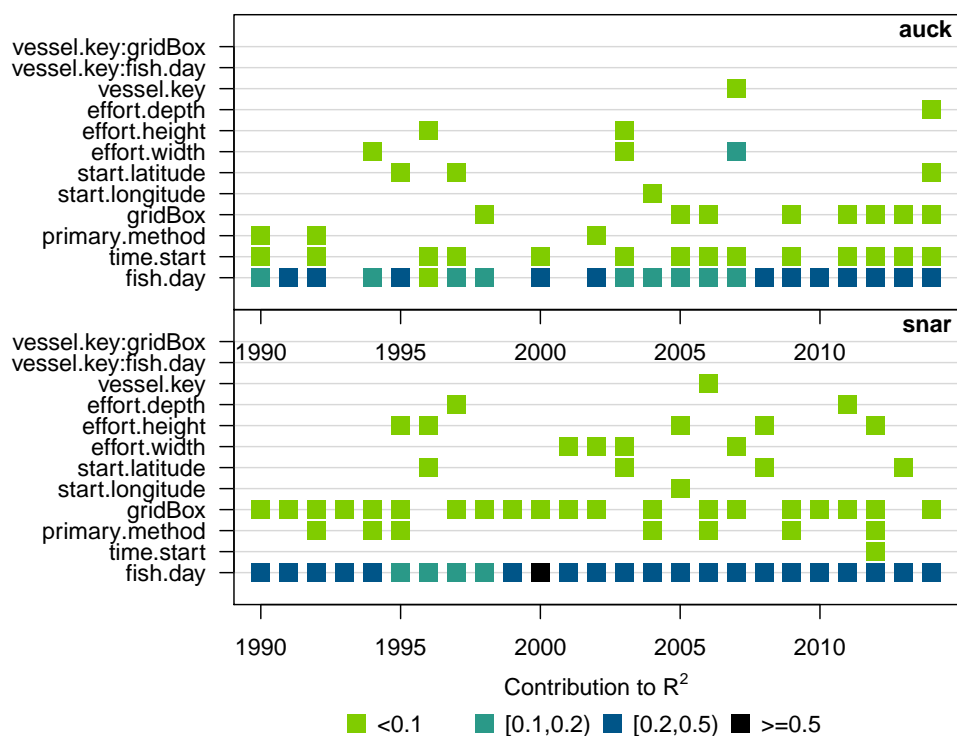 auck
vessel.key:gridBox
vessel.key:fish.day
vessel.key
effort.depth
effort.height
effort.width
start.latitude
start.longitude
gridBox
primary.method
time.start
fish.day
snar
vessel.key:gridBox
1990 1995 2000 2005 2010
vessel.key:fish.day
vessel.key
effort.depth
effort.height
effort.width
start.latitude
start.longitude
gridBox
primary.method
time.start
fish.day
1990 1995 2000 2005 2010
Contribution to R²
<0.1 [0.1,0.2) [0.2,0.5) >=0.5